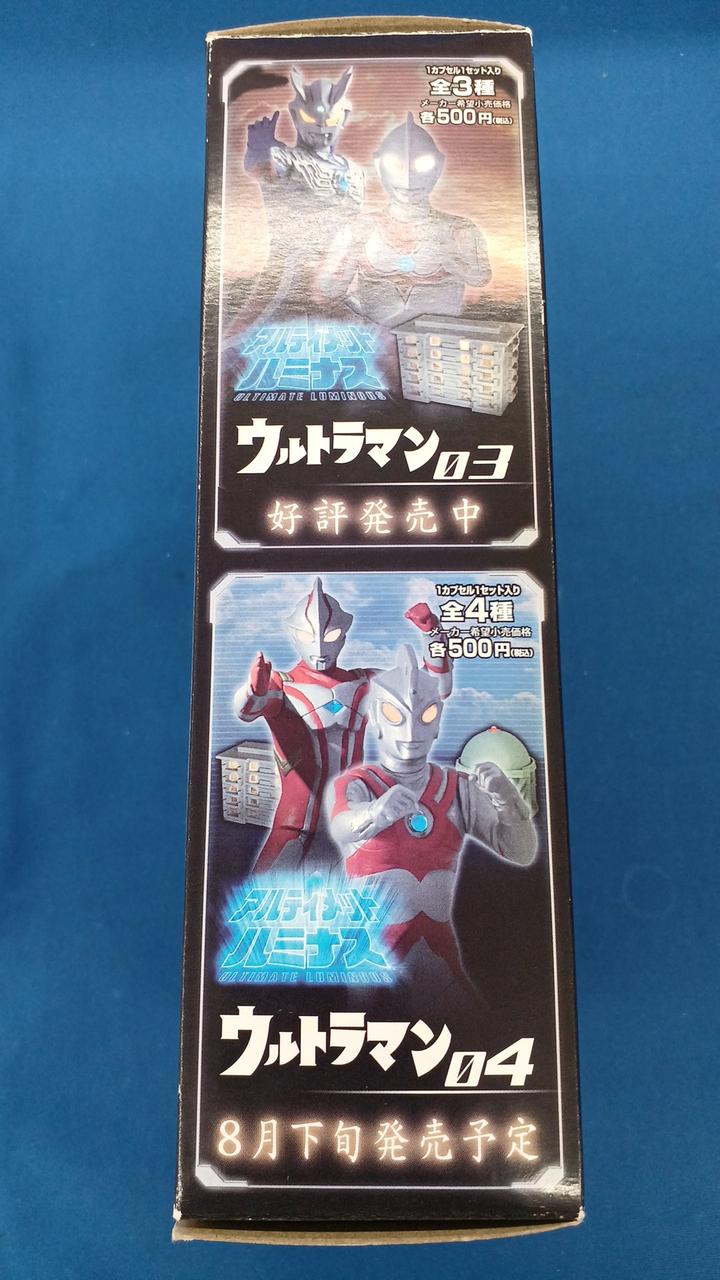 1カプセル1セット入り
全3種
メーカー希望小売価格
各500円(税込)
アルティメット
ルミナス
ULTIMATE LUMINOUS
ウルトラマン03
好評発売中
1カプセル1セット入り
全4種
メーカー希望小売価格
各500円(税込)
アルティメット
ルミナス
ULTIMATE LUMINOUS
ウルトラマン04
8月下旬発売予定